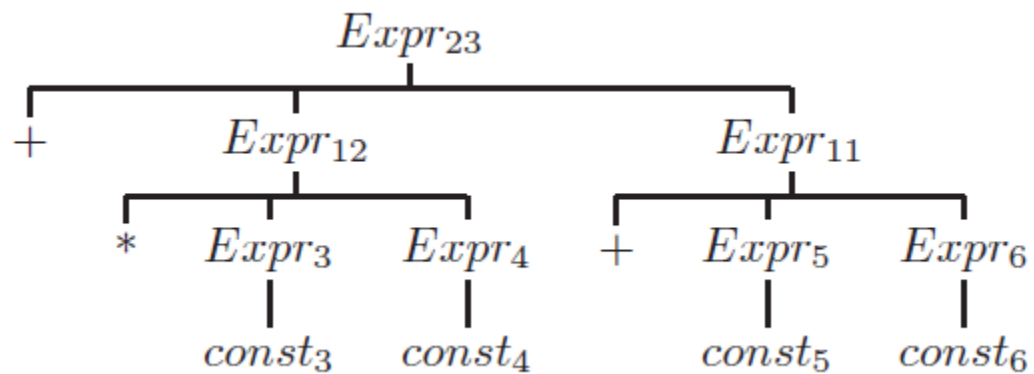 Expr₂₃
+ Expr₁₂ Expr₁₁
* Expr₃ Expr₄ + Expr₅ Expr₆
const₃ const₄ const₅ const₆